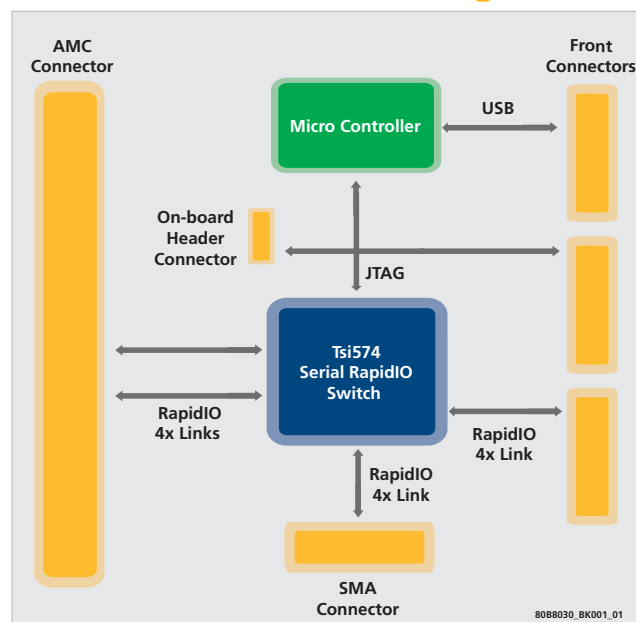 AMC
Connector
Front
Connectors
Micro Controller
USB
On-board
Header
Connector
JTAG
Tsi574
Serial RapidIO
Switch
RapidIO
4x Links
RapidIO
4x Link
RapidIO
4x Link
SMA
Connector
80B8030_BK001_01